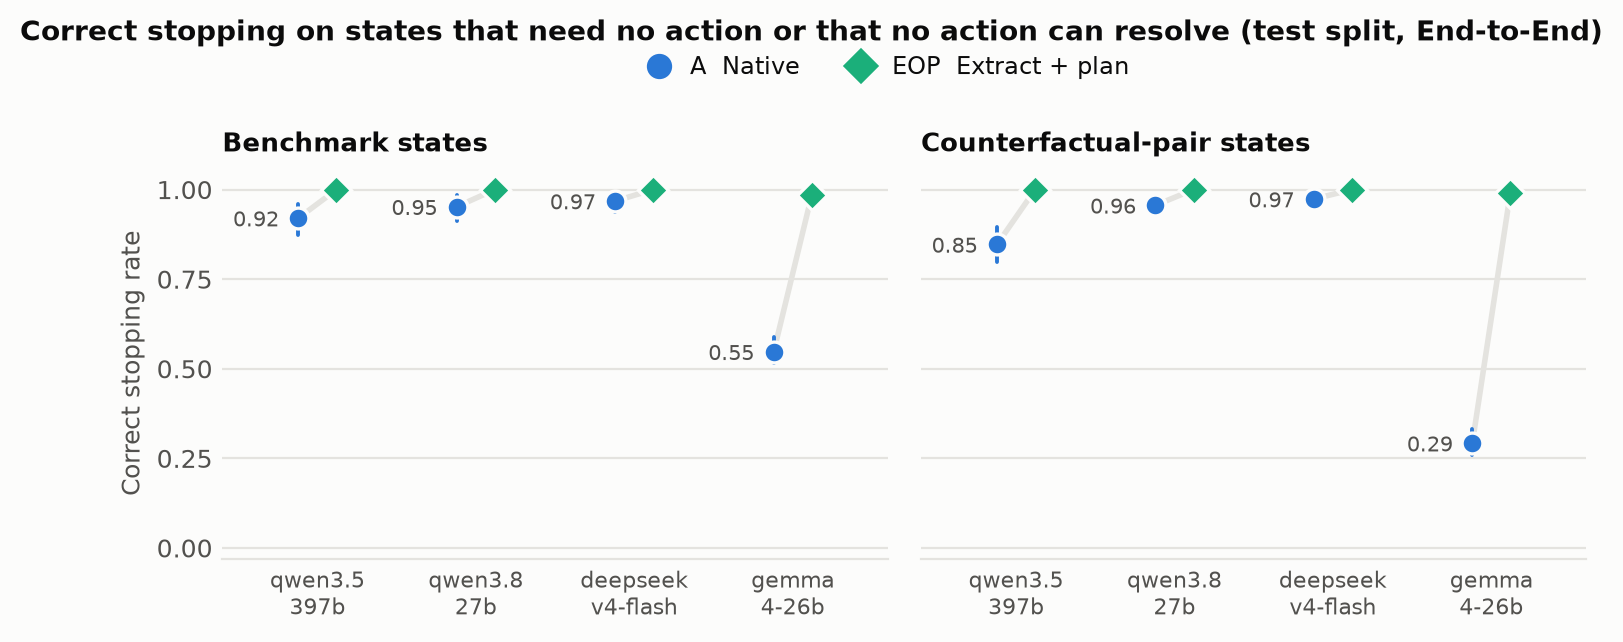 Correct stopping on states that need no action or that no action can resolve (test split, End-to-End)
A Native
EOP Extract + plan
Benchmark states
Counterfactual-pair states
Correct stopping rate
1.00
0.75
0.50
0.25
0.00
0.92
0.95
0.97
0.55
0.85
0.96
0.97
0.29
qwen3.5
397b
qwen3.8
27b
deepseek
v4-flash
gemma
4-26b
qwen3.5
397b
qwen3.8
27b
deepseek
v4-flash
gemma
4-26b